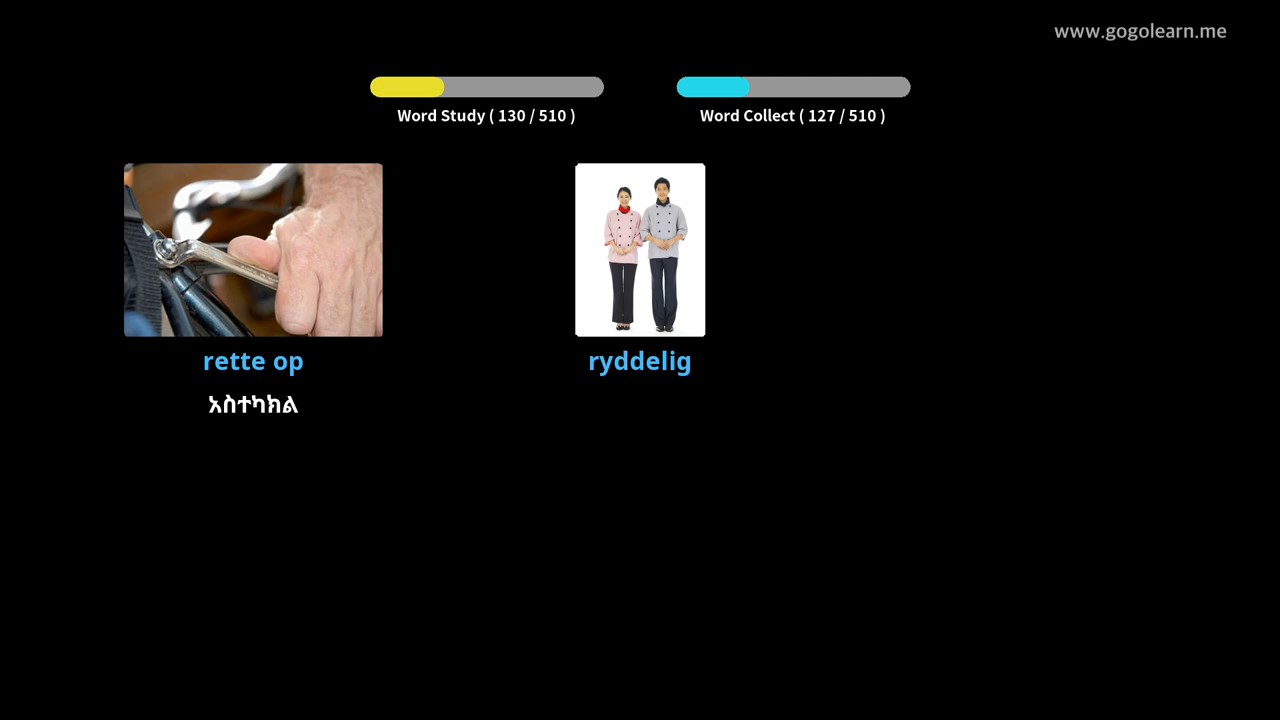 www.gogolearn.me
Word Study ( 130 / 510 )
Word Collect ( 127 / 510 )
rette op
አስተካክል
ryddelig